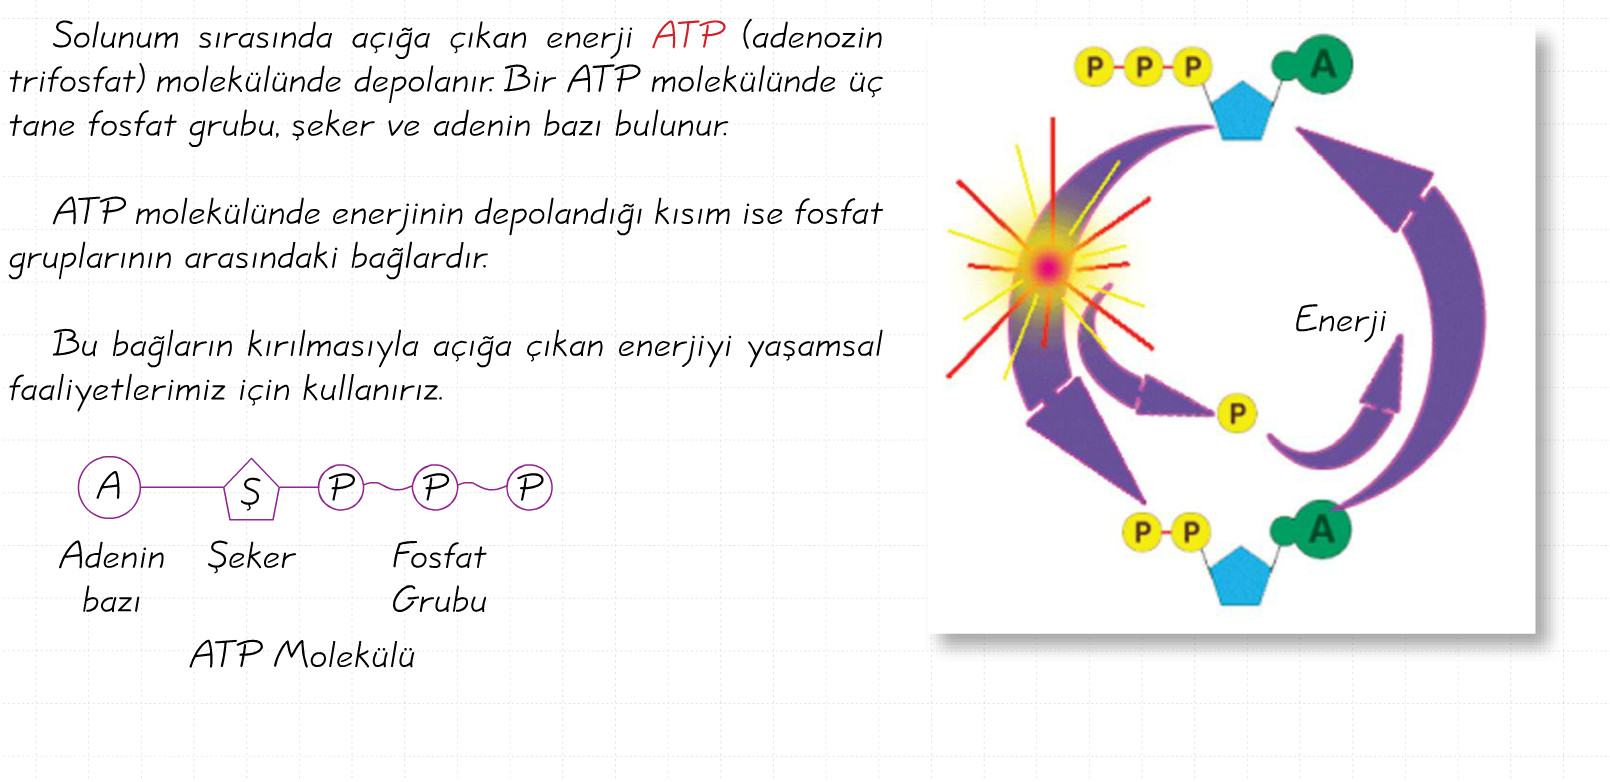 Solunum sırasında açığa çıkan enerji ATP (adenozin
trifosfat) molekülünde depolanır. Bir ATP molekülünde üç
tane fosfat grubu, şeker ve adenin bazı bulunur.
ATP molekülünde enerjinin depolandığı kısım ise fosfat
gruplarının arasındaki bağlardır.
Bu bağların kırılmasıyla açığa çıkan enerjiyi yaşamsal
faaliyetlerimiz için kullanırız.
A Ş P P P
Adenin Şeker Fosfat
bazı Grubu
ATP Molekülü
P P P A
Enerji
P
P P A